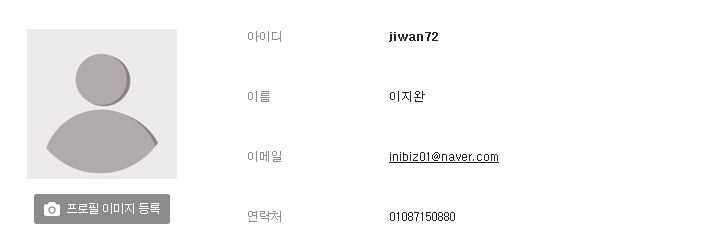 아이디 jiwan72
이름 이지완
이메일 inibiz01@naver.com
프로필 이미지 등록
연락처 01087150880